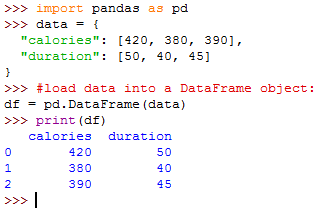 >>> import pandas as pd
>>> data = {
  "calories": [420, 380, 390],
  "duration": [50, 40, 45]
}
>>> #load data into a DataFrame object:
df = pd.DataFrame(data)
>>> print(df)
   calories  duration
0       420        50
1       380        40
2       390        45
>>>